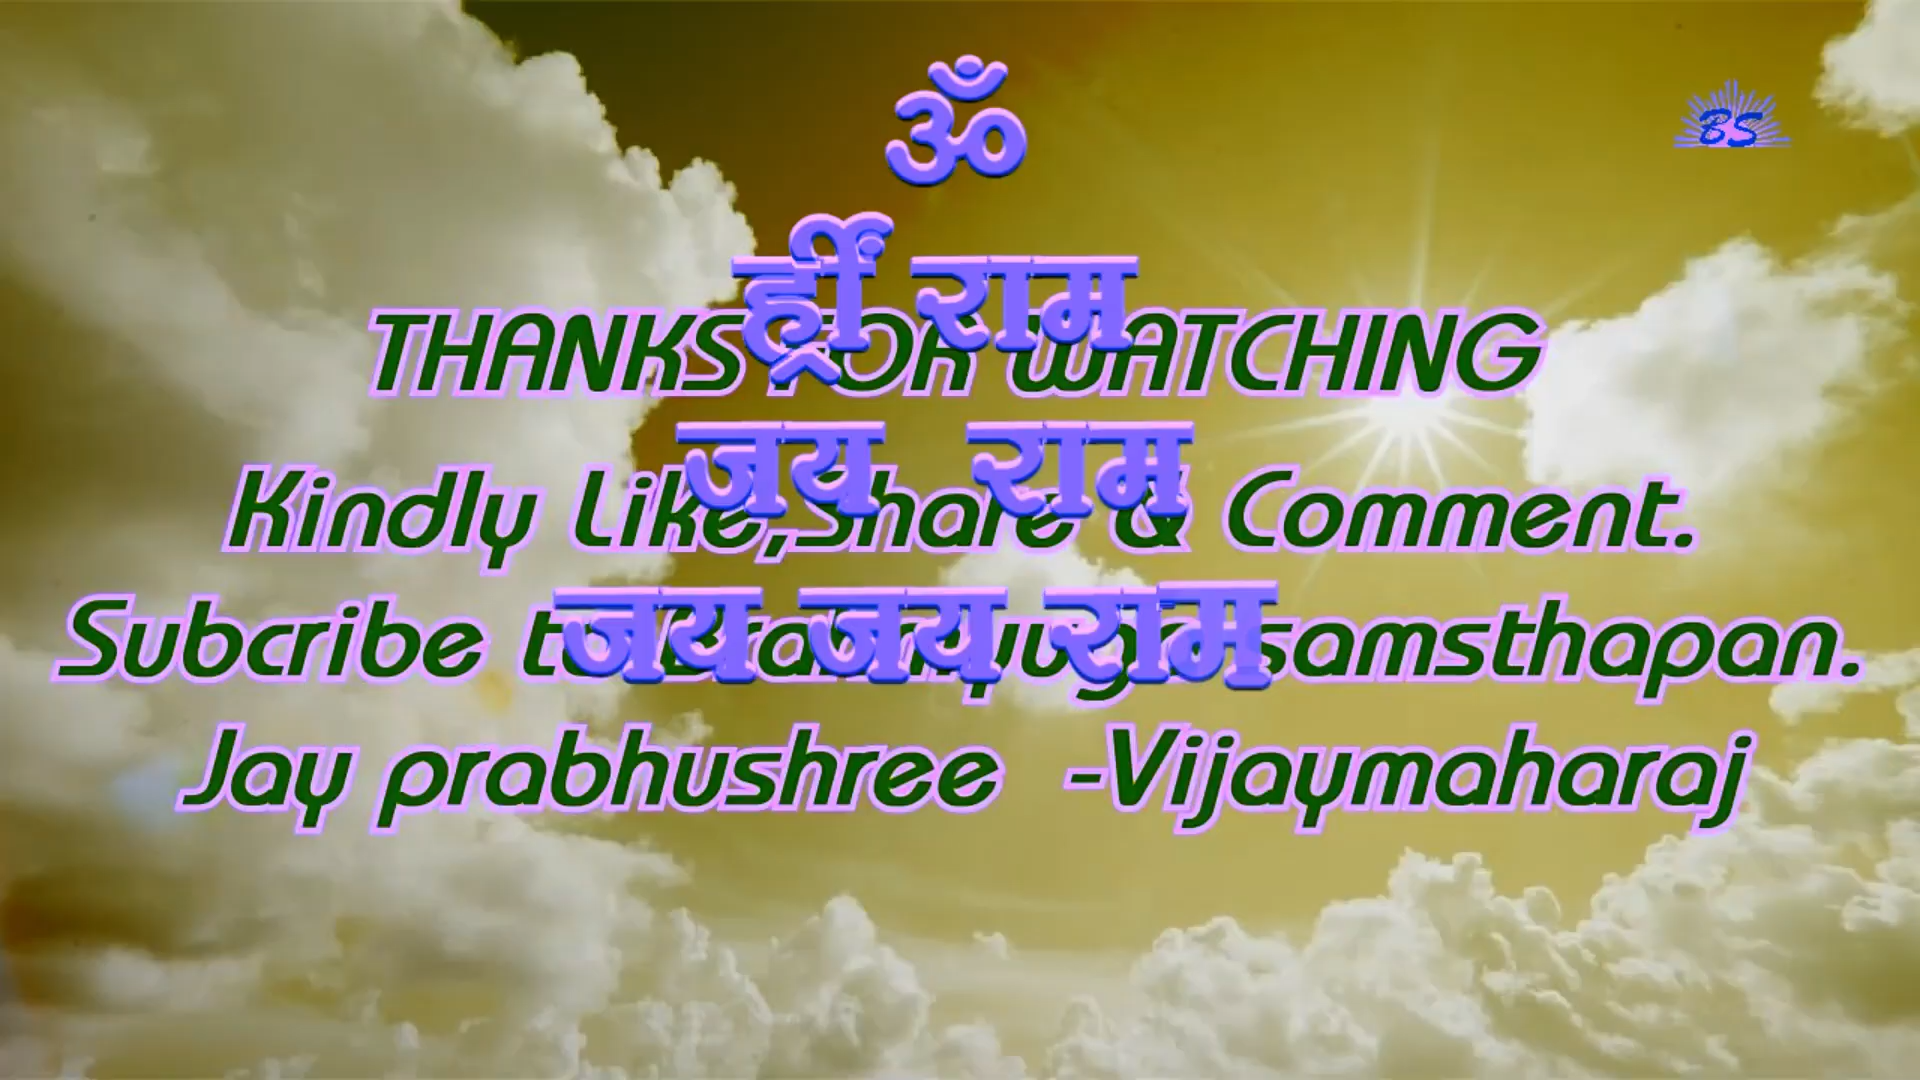 ॐ
BS
ह्रीं राम
THANKS FOR WATCHING
जय राम
Kindly Like,Share & Comment.
जय जय राम
Subcribe to samsthapan.
Jay prabhushree -Vijaymaharaj